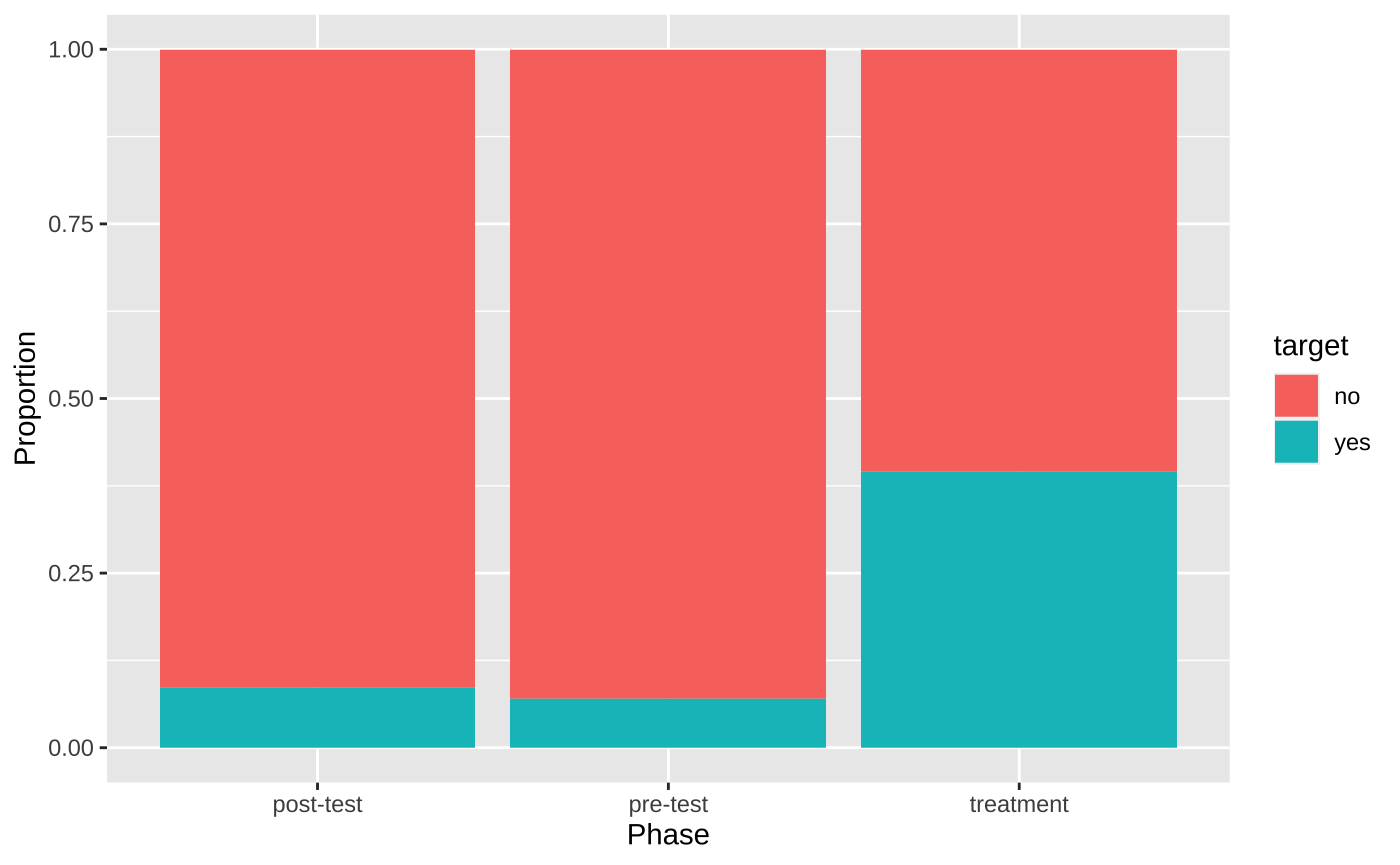 1.00
0.75
0.50
0.25
0.00
Proportion
post-test
pre-test
treatment
Phase
target
no
yes